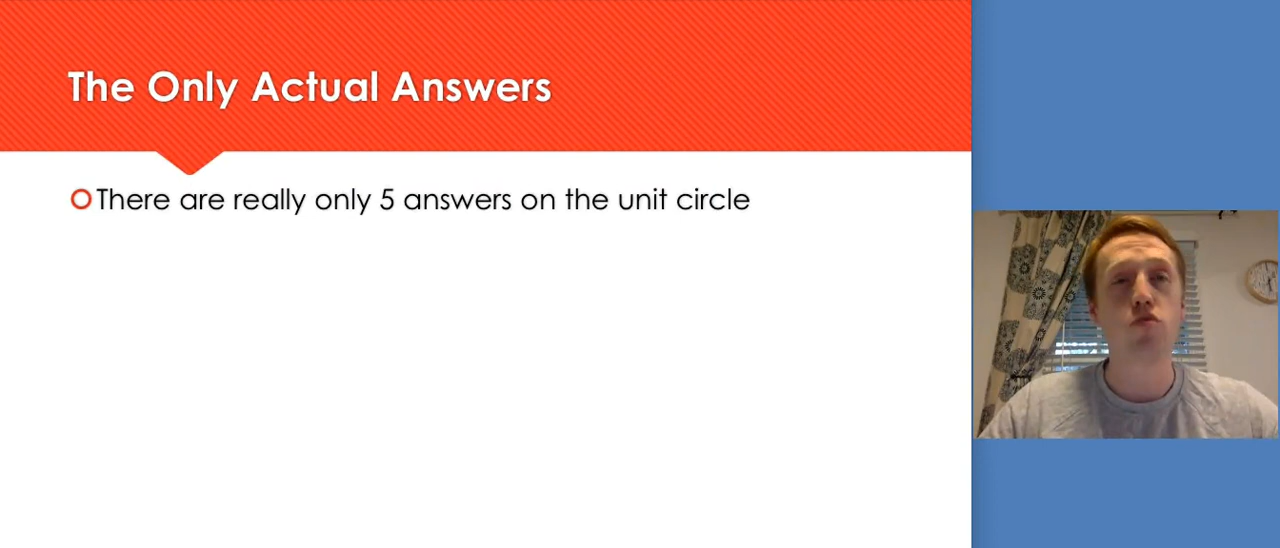 The Only Actual Answers
There are really only 5 answers on the unit circle